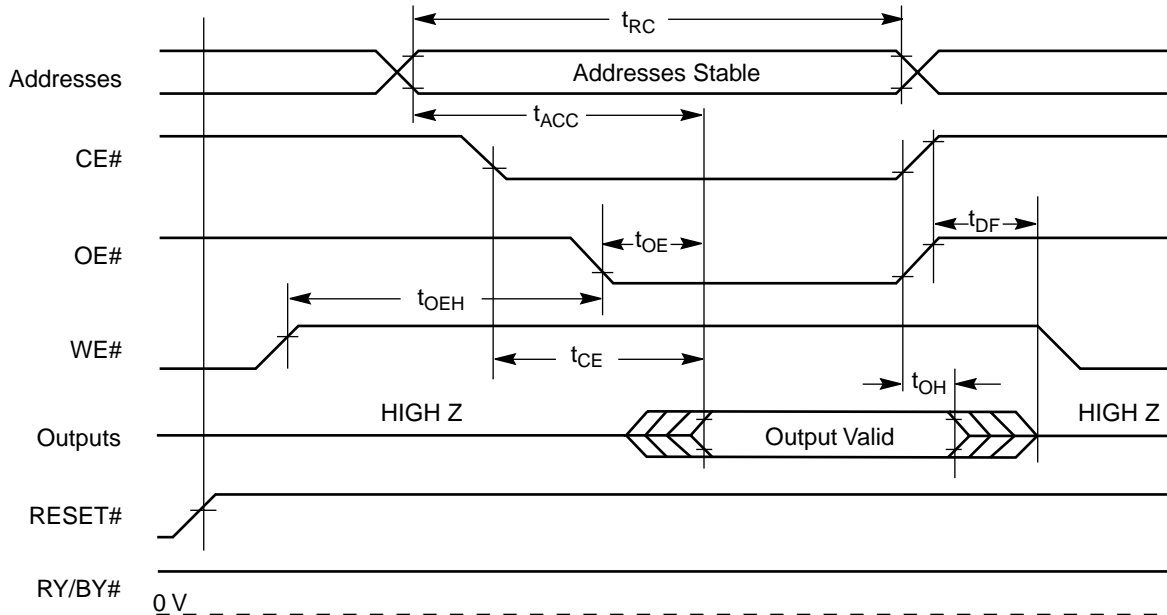 tRC
Addresses
Addresses Stable
tACC
CE#
tDF
OE#
tOE
tOEH
WE#
tCE
tOH
HIGH Z
HIGH Z
Outputs
Output Valid
RESET#
RY/BY#
0 V